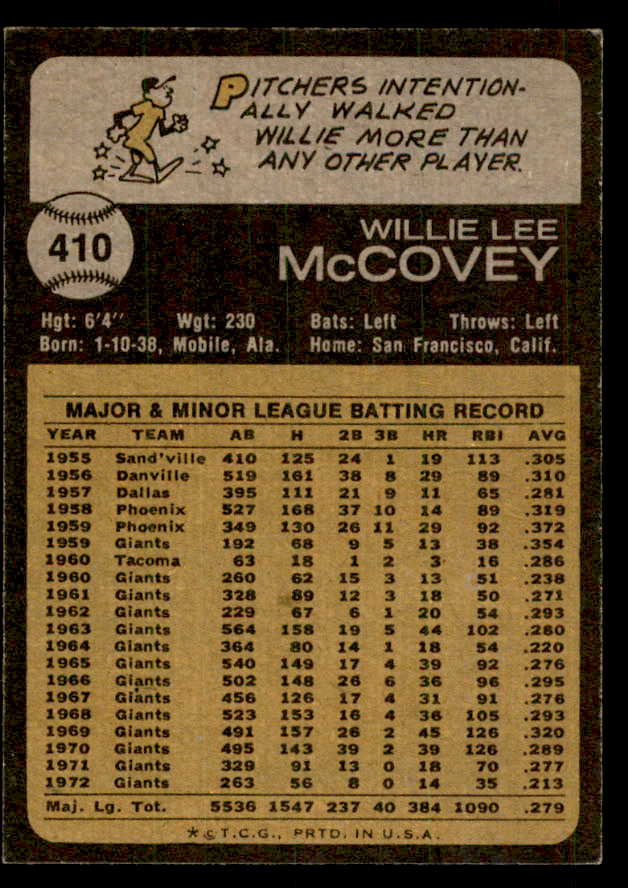 PITCHERS INTENTION-
ALLY WALKED
WILLIE MORE THAN
ANY OTHER PLAYER.
410
WILLIE LEE
McCOVEY
Hgt: 6'4" Wgt: 230 Bats: Left Throws: Left
Born: 1-10-38, Mobile, Ala. Home: San Francisco, Calif.
MAJOR & MINOR LEAGUE BATTING RECORD
YEAR TEAM AB H 2B 3B HR RBI AVG
1955 Sand'ville 410 125 24 1 19 113 .305
1956 Danville 519 161 38 8 29 89 .310
1957 Dallas 395 111 21 9 11 65 .281
1958 Phoenix 527 168 37 10 14 89 .319
1959 Phoenix 349 130 26 11 29 92 .372
1959 Giants 192 68 9 5 13 38 .354
1960 Tacoma 63 18 1 2 3 16 .286
1960 Giants 260 62 15 3 13 51 .238
1961 Giants 328 89 12 3 18 50 .271
1962 Giants 229 67 6 1 20 54 .293
1963 Giants 564 158 19 5 44 102 .280
1964 Giants 364 80 14 1 18 54 .220
1965 Giants 540 149 17 4 39 92 .276
1966 Giants 502 148 26 6 36 96 .295
1967 Giants 456 126 17 4 31 91 .276
1968 Giants 523 153 16 4 36 105 .293
1969 Giants 491 157 26 2 45 126 .320
1970 Giants 495 143 39 2 39 126 .289
1971 Giants 329 91 13 0 18 70 .277
1972 Giants 263 56 8 0 14 35 .213
Maj. Lg. Tot. 5536 1547 237 40 384 1090 .279
*©T.C.G., PRTD. IN U.S.A.